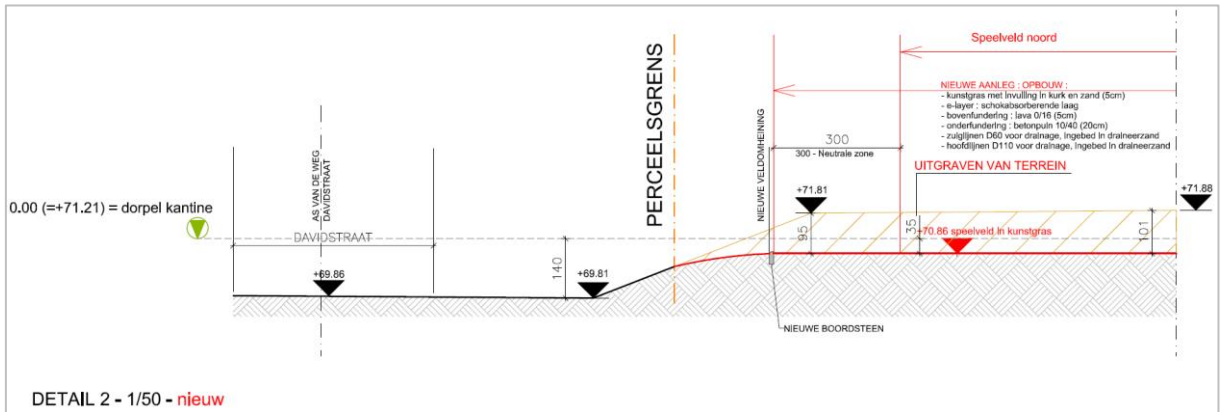 Speelveld noord
PERCEELSGRENS
NIEUWE AANLEG : OPBOUW :
- kunstgras met invulling in kurk en zand (5cm)
- e-layer : schokabsorberende laag
- bovenfundering : lava 0/16 (5cm)
- onderfundering : betonpuin 10/40 (20cm)
- zuiglijnen D60 voor drainage, ingebed in draineerzand
- hoofdlijnen D110 voor drainage, ingebed in draineerzand
300
300 - Neutrale zone
NIEUWE VELDOMHEINING
UITGRAVEN VAN TERREIN
AS VAN DE WEG
DAVIDSTRAAT
+71.81
+71.88
0.00 (=+71.21) = dorpel kantine
DAVIDSTRAAT
95
35
101
+70.86 speelveld in kunstgras
140
+69.86
+69.81
NIEUWE BOORDSTEEN
DETAIL 2 - 1/50 - nieuw